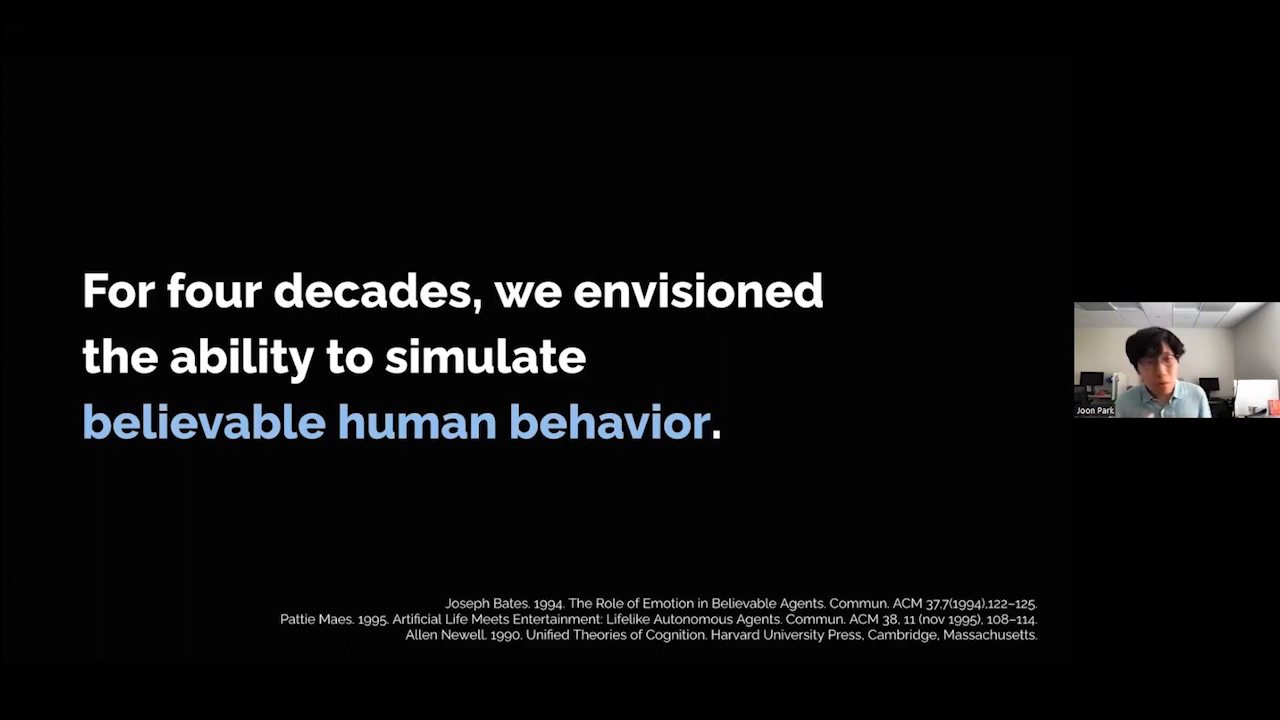 For four decades, we envisioned
the ability to simulate
believable human behavior.
Joon Park
Joseph Bates. 1994. The Role of Emotion in Believable Agents. Commun. ACM 37,7(1994),122–125.
Pattie Maes. 1995. Artificial Life Meets Entertainment: Lifelike Autonomous Agents. Commun. ACM 38, 11 (nov 1995), 108–114.
Allen Newell. 1990. Unified Theories of Cognition. Harvard University Press, Cambridge, Massachusetts.